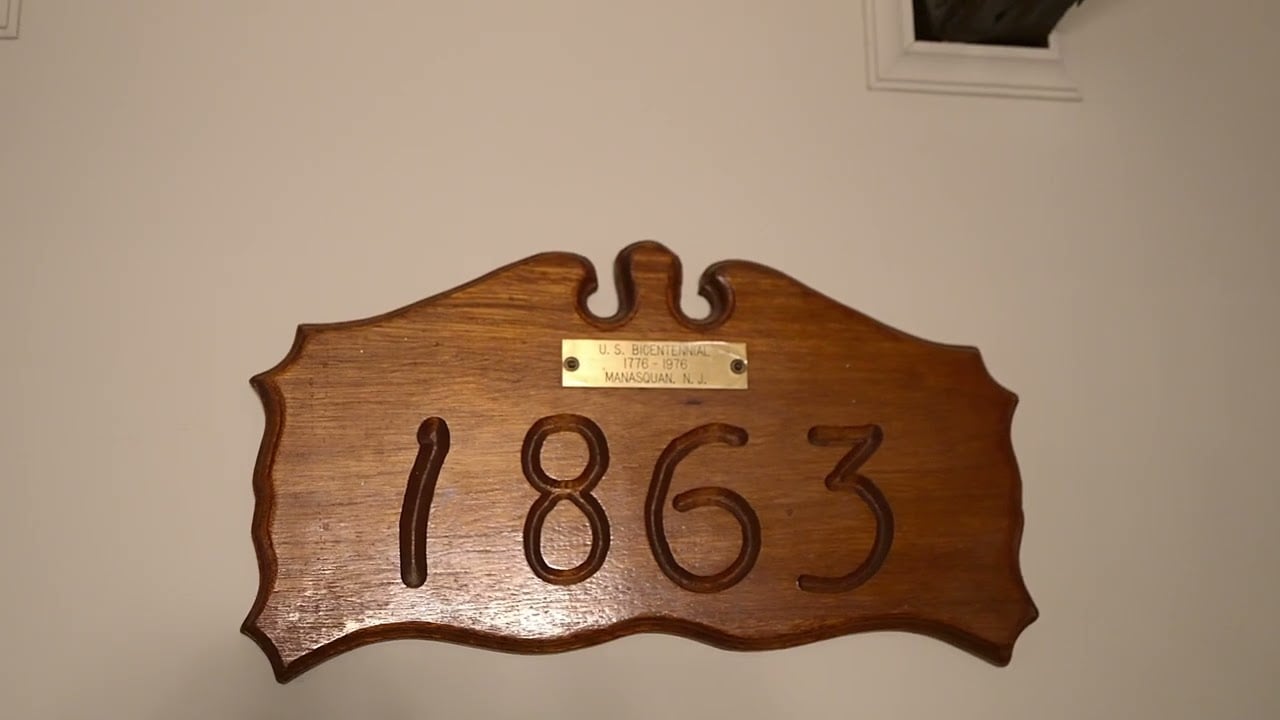 U. S. BICENTENNIAL
1776 - 1976
MANASQUAN, N. J.
1863